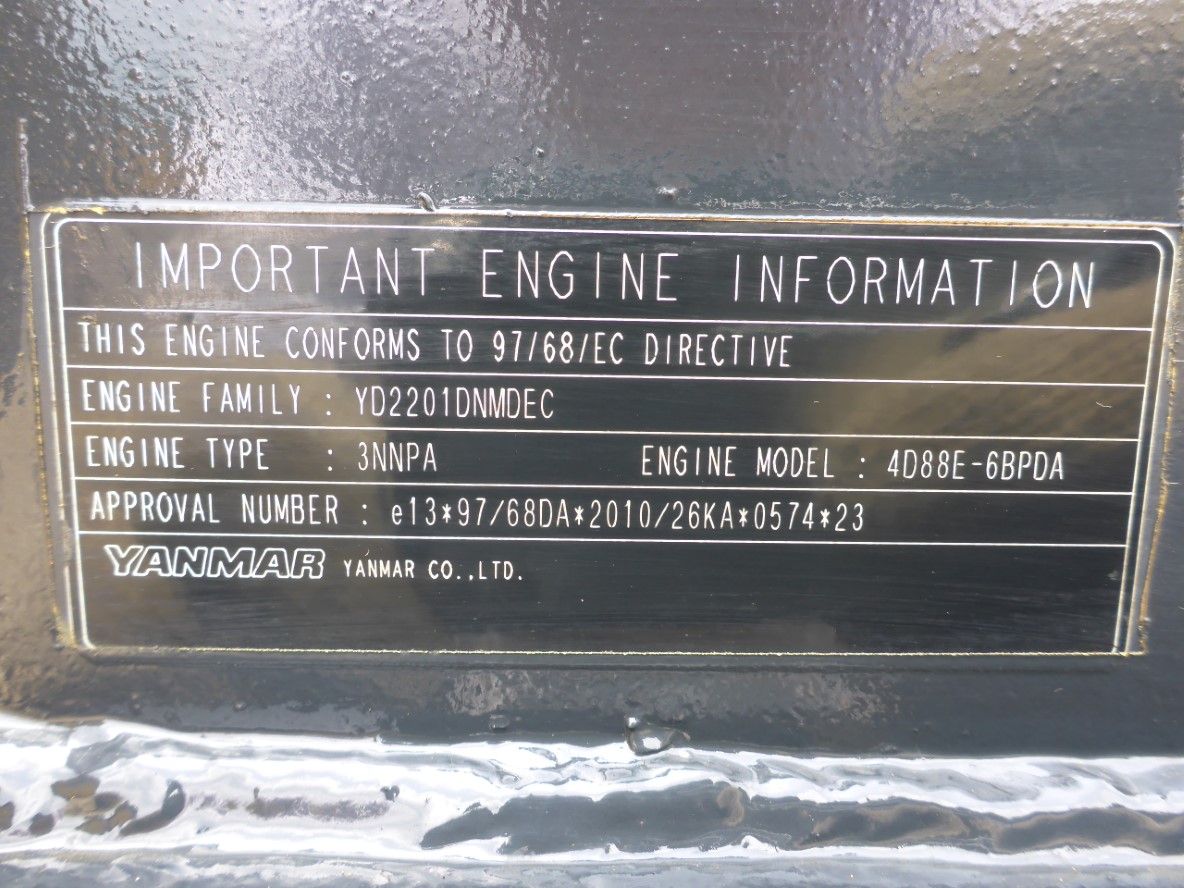 IMPORTANT ENGINE INFORMATION
THIS ENGINE CONFORMS TO 97/68/EC DIRECTIVE
ENGINE FAMILY : YD2201DNMDEC
ENGINE TYPE : 3NNPA ENGINE MODEL : 4D88E-6BPDA
APPROVAL NUMBER : e13*97/68DA*2010/26KA*0574*23
YANMAR YANMAR CO.,LTD.